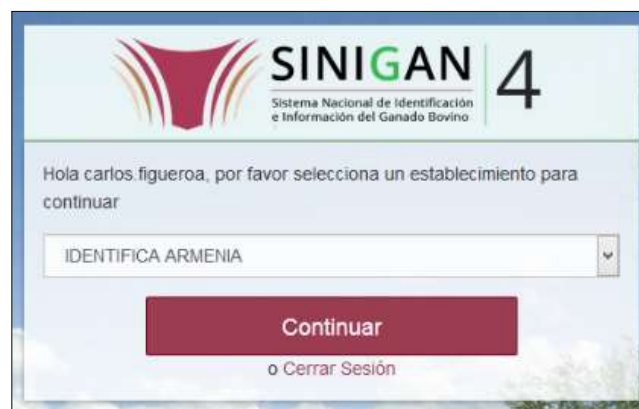 SINIGAN 4
Sistema Nacional de Identificación
e Información del Ganado Bovino
Hola carlos.figueroa, por favor selecciona un establecimiento para
continuar
IDENTIFICA ARMENIA
Continuar
o Cerrar Sesión